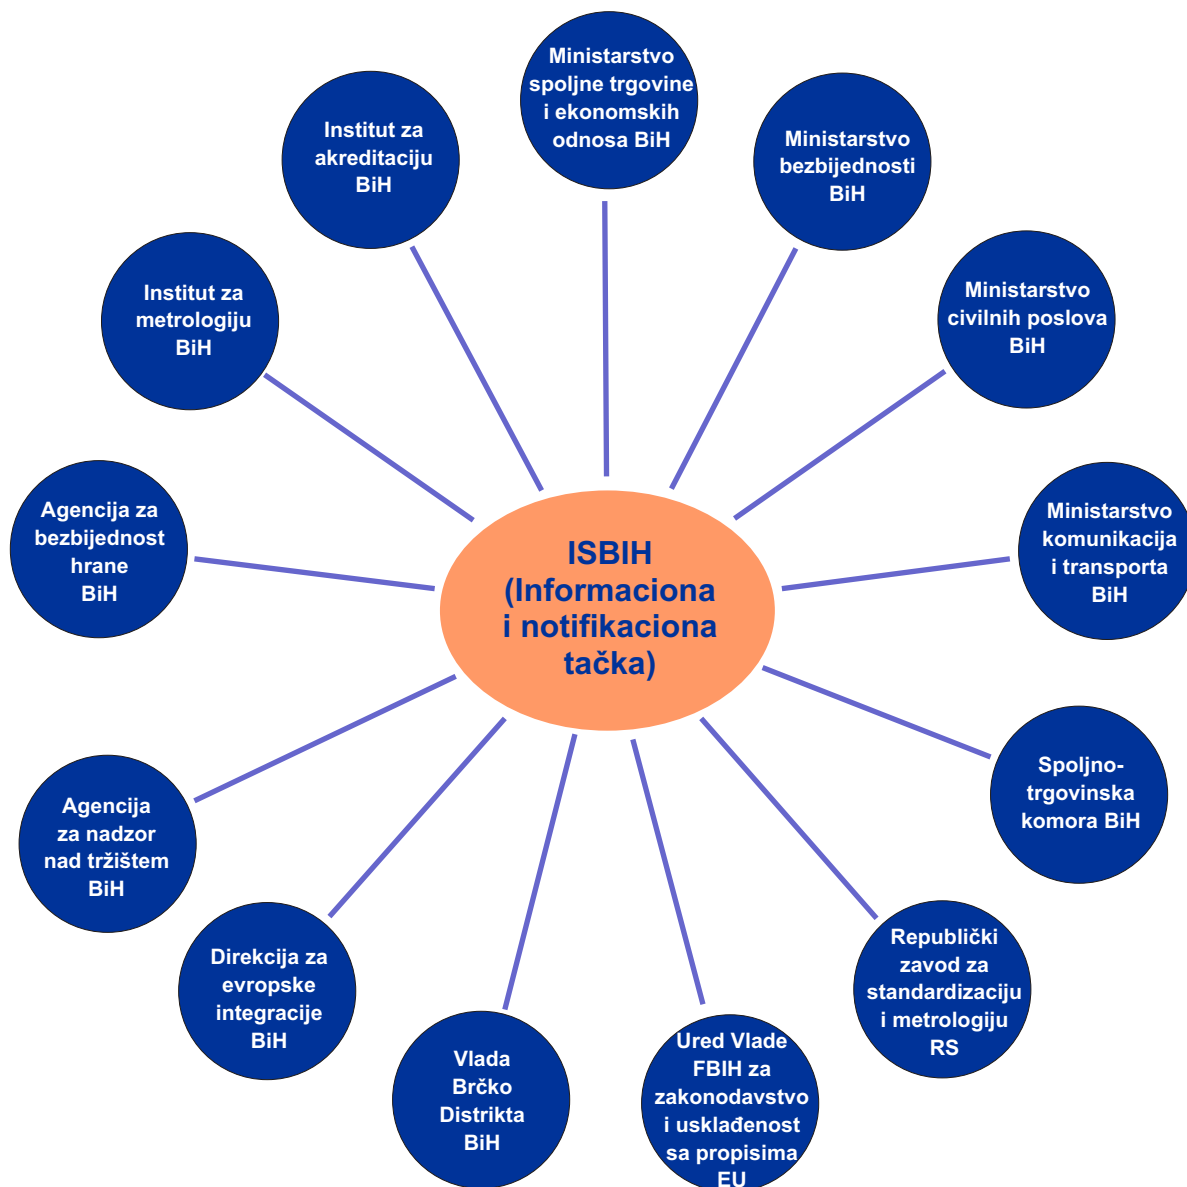 Ministarstvo
spoljne trgovine
i ekonomskih
odnosa BiH
Ministarstvo
bezbijednosti
BiH
Ministarstvo
civilnih poslova
BiH
Ministarstvo
komunikacija
i transporta
BiH
Spoljno-
trgovinska
komora BiH
Republički
zavod za
standardizaciju
i metrologiju
RS
Ured Vlade
FBIH za
zakonodavstvo
i usklađenost
sa propisima
EU
Vlada
Brčko
Distrikta
BiH
Direkcija za
evropske
integracije
BiH
Agencija
za nadzor
nad tržištem
BiH
Agencija za
bezbijednost
hrane
BiH
Institut za
metrologiju
BiH
Institut za
akreditaciju
BiH
ISBIH
(Informaciona
i notifikaciona
tačka)